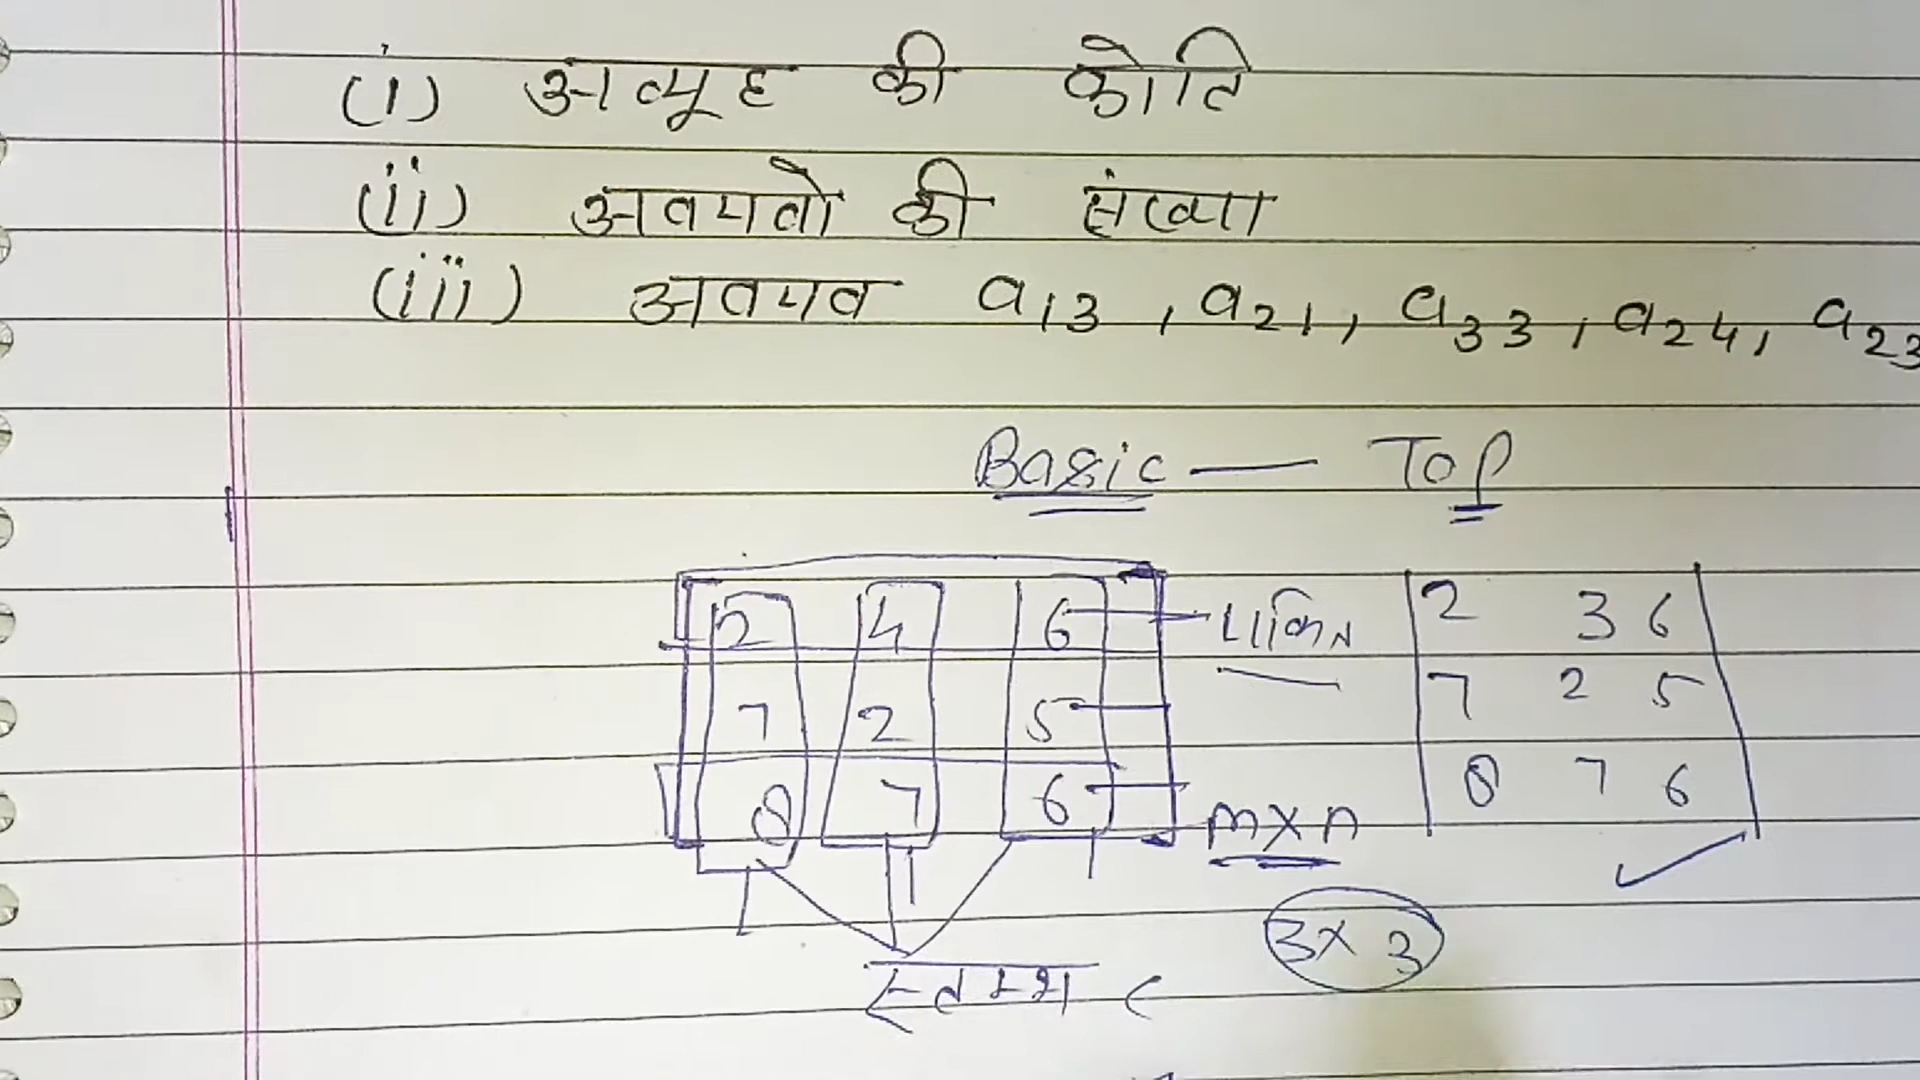 (i) आव्यूह की कोटि
(ii) अवयवो की संख्या
(iii) अवयव a13, a21, a33, a24, a23
Basic — Top
2 4 6
7 2 5
8 7 6
पंक्ति
m×n
2 3 6
7 2 5
8 7 6
3×3
स्तम्भ